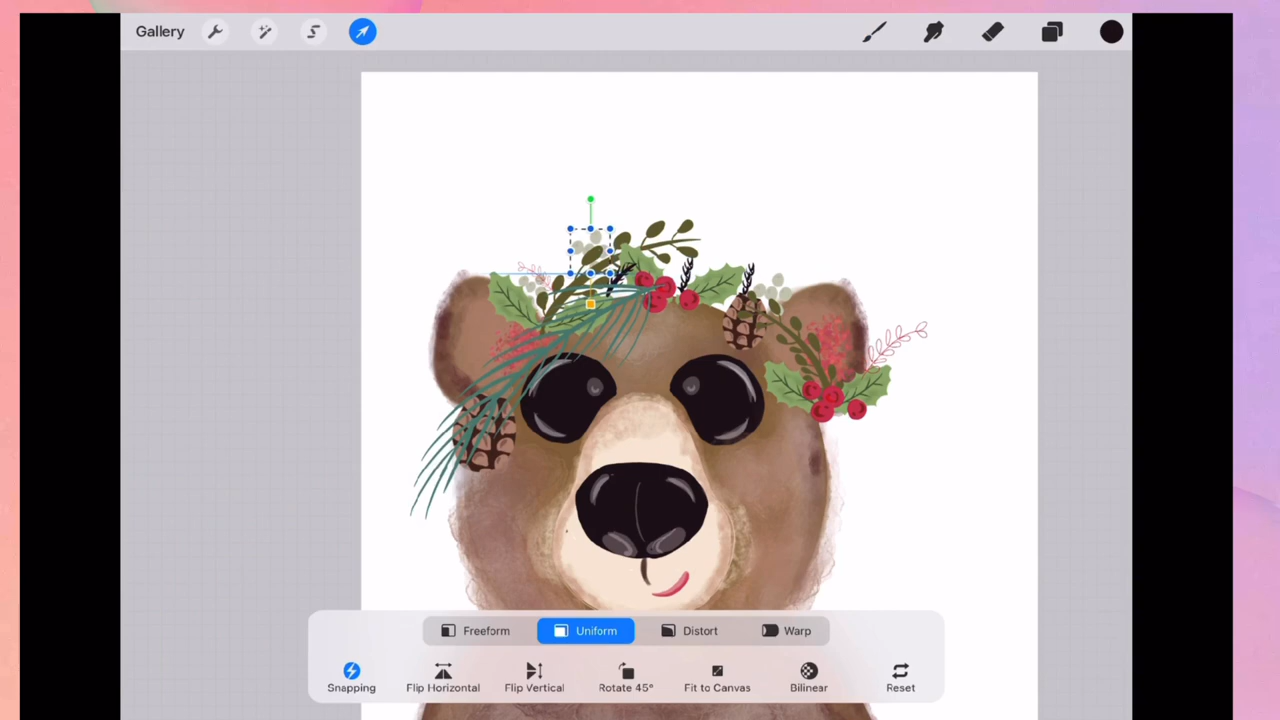 Gallery
Freeform Uniform Distort Warp
Snapping Flip Horizontal Flip Vertical Rotate 45° Fit to Canvas Bilinear Reset